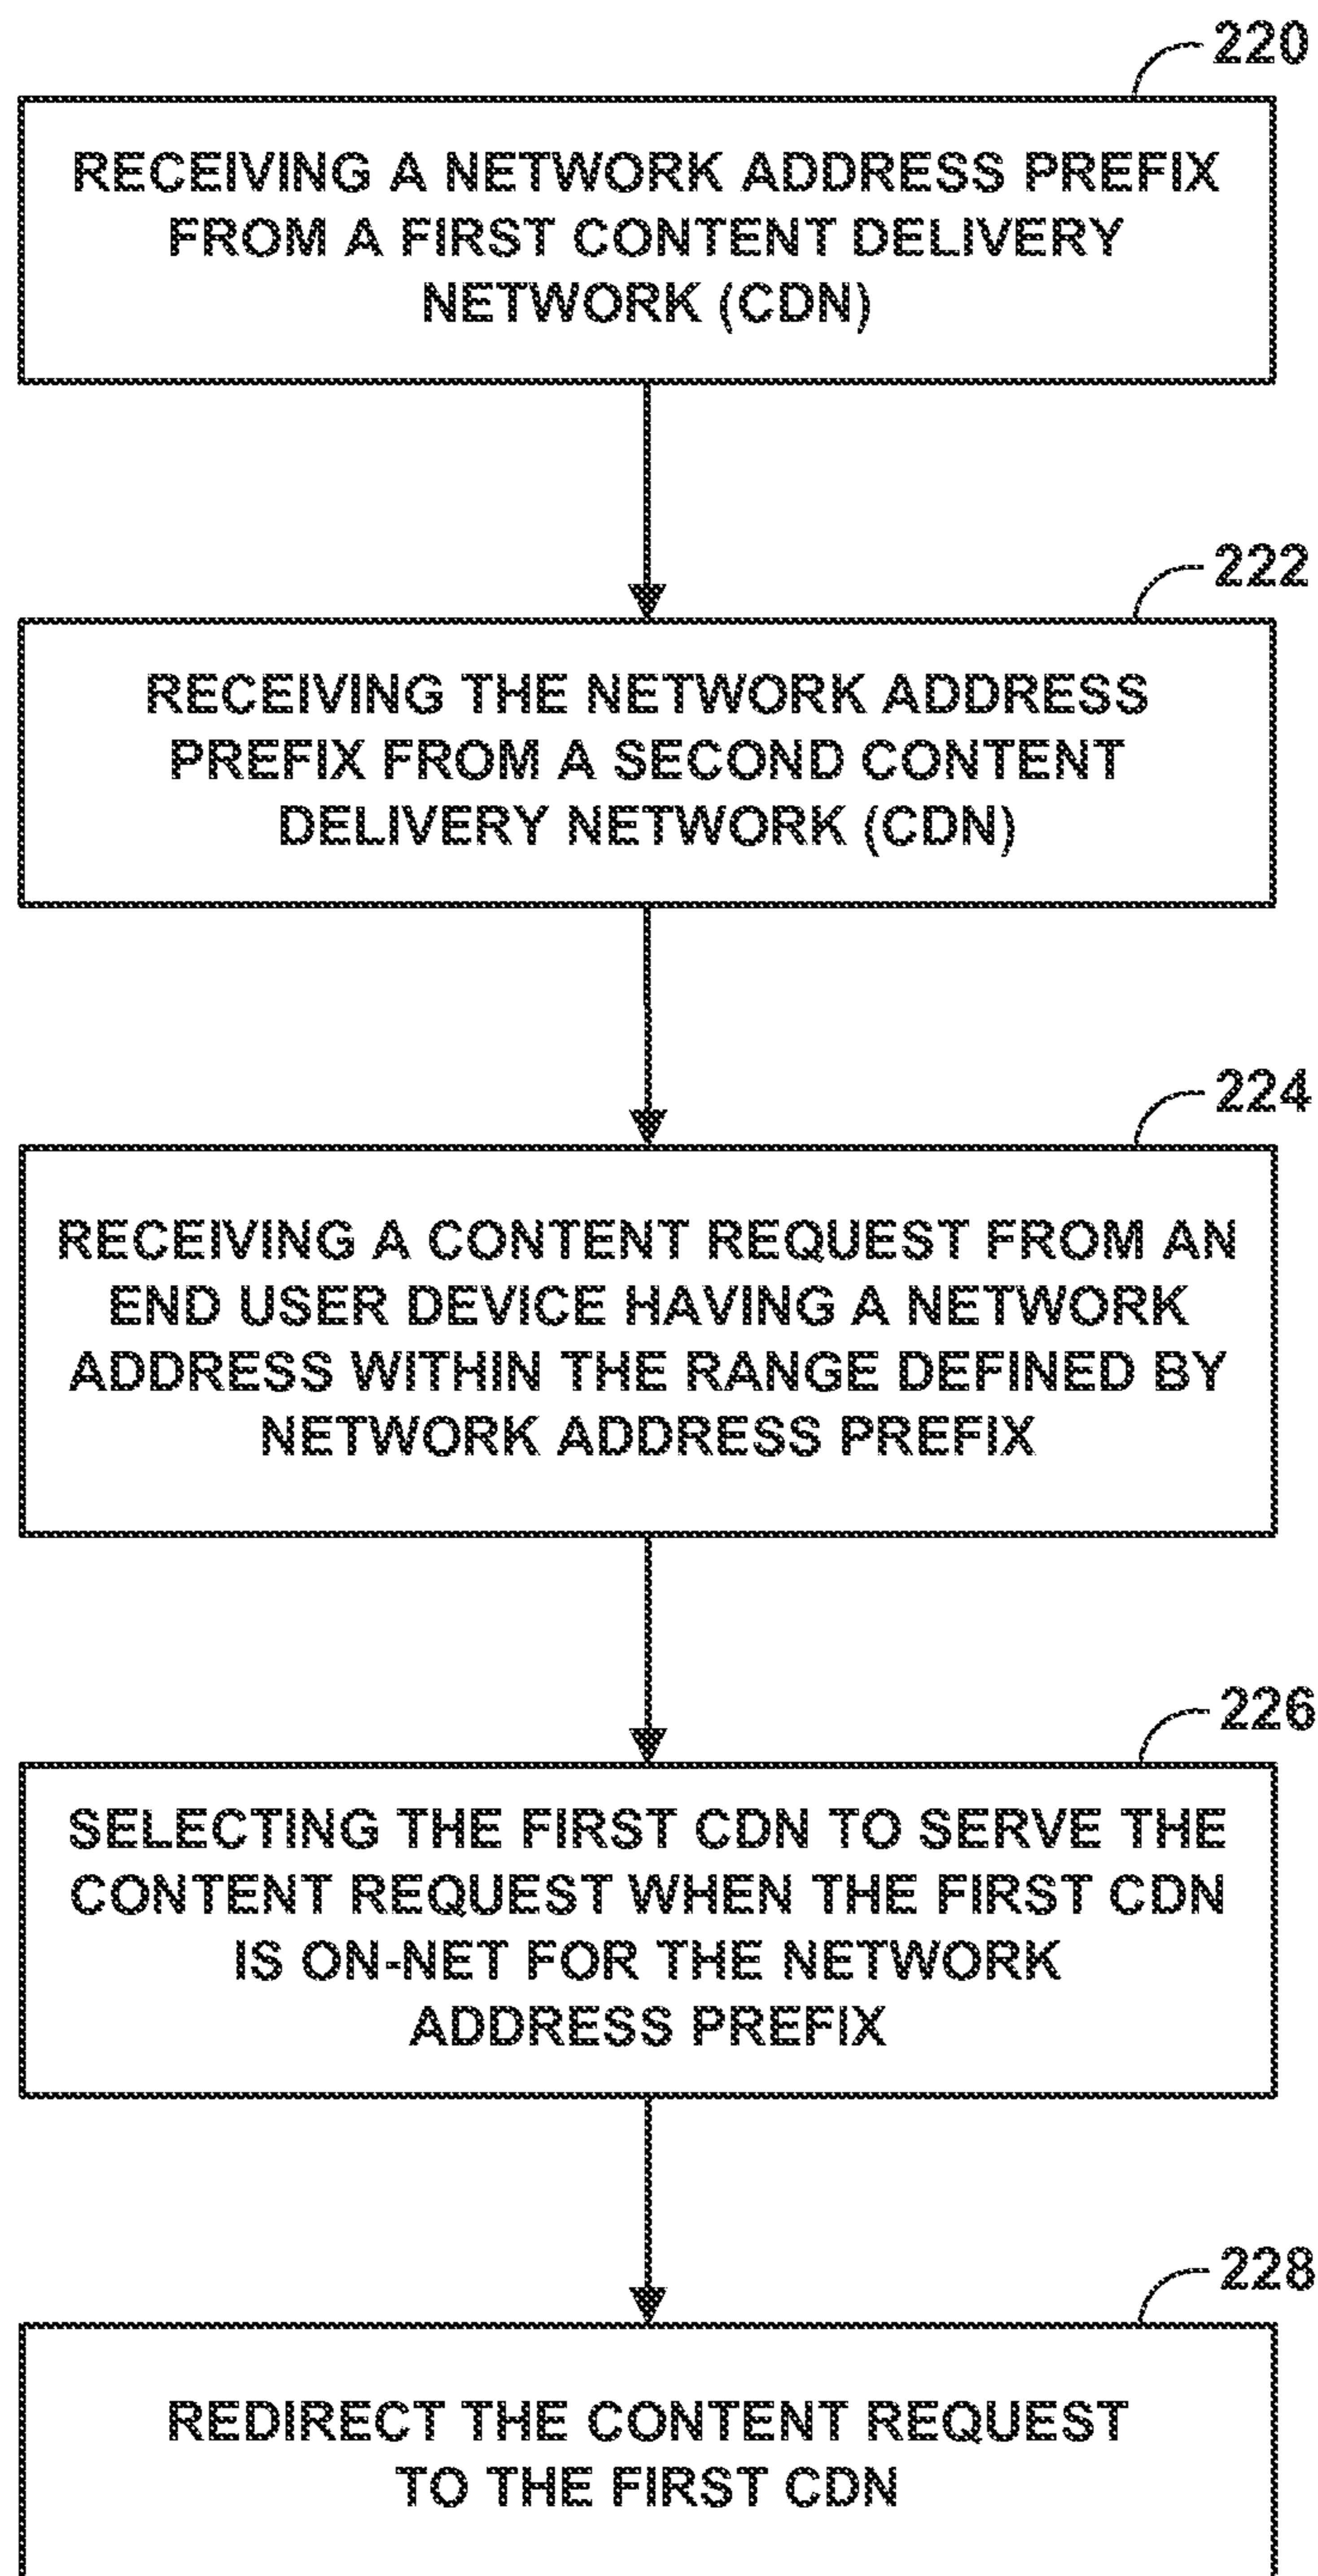 220
RECEIVING A NETWORK ADDRESS PREFIX
FROM A FIRST CONTENT DELIVERY
NETWORK (CDN)
222
RECEIVING THE NETWORK ADDRESS
PREFIX FROM A SECOND CONTENT
DELIVERY NETWORK (CDN)
224
RECEIVING A CONTENT REQUEST FROM AN
END USER DEVICE HAVING A NETWORK
ADDRESS WITHIN THE RANGE DEFINED BY
NETWORK ADDRESS PREFIX
226
SELECTING THE FIRST CDN TO SERVE THE
CONTENT REQUEST WHEN THE FIRST CDN
IS ON-NET FOR THE NETWORK
ADDRESS PREFIX
228
REDIRECT THE CONTENT REQUEST
TO THE FIRST CDN